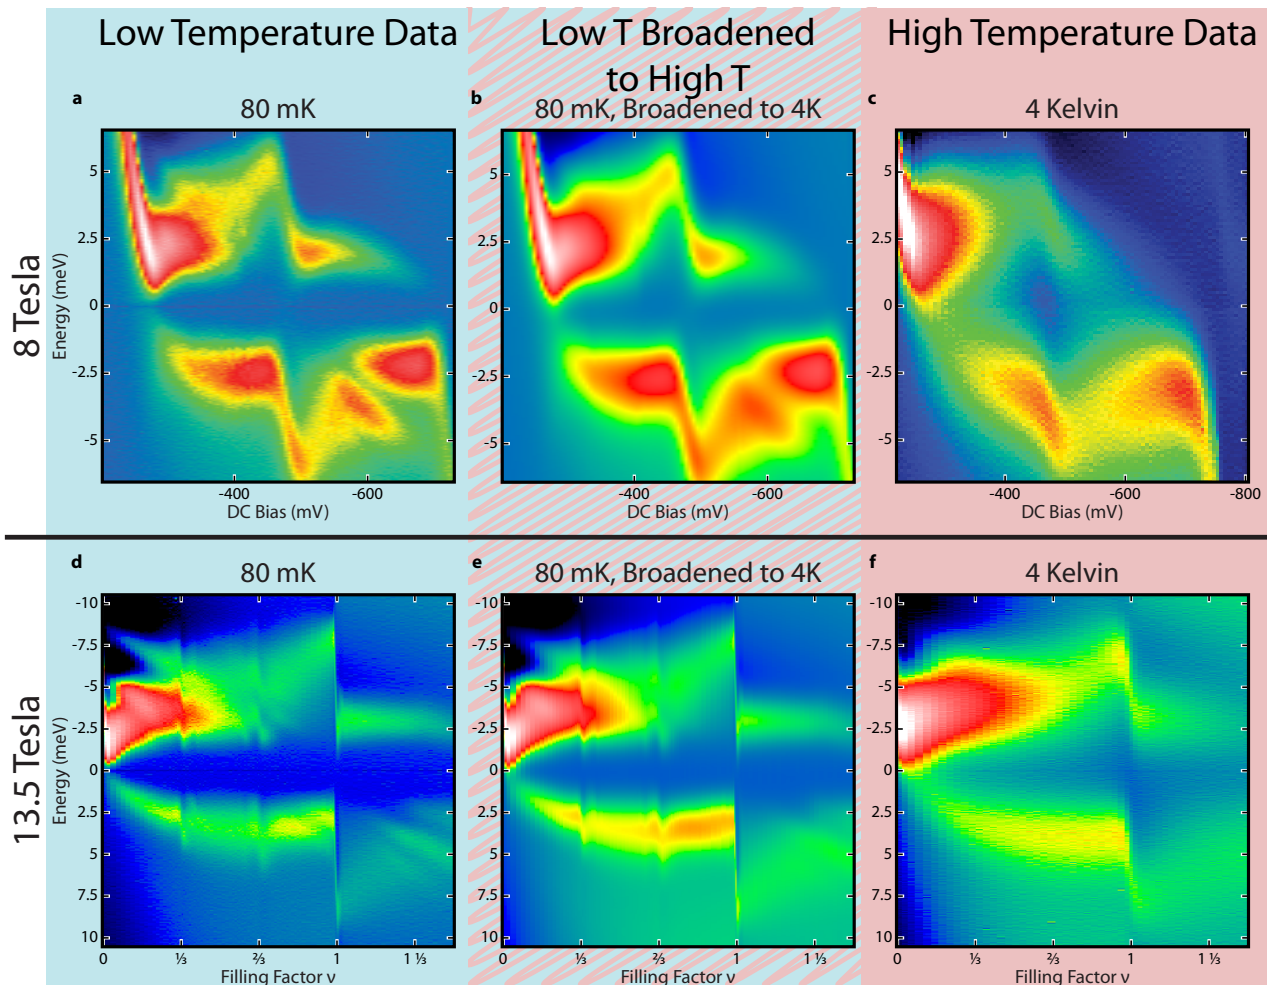 Low Temperature Data
Low T Broadened
to High T
High Temperature Data
8 Tesla
a
80 mK
b
80 mK, Broadened to 4K
c
4 Kelvin
Energy (meV)
5
2.5
0
-2.5
-5
5
2.5
0
-2.5
-5
5
2.5
0
-2.5
-5
-400
-600
-400
-600
-400
-600
-800
DC Bias (mV)
DC Bias (mV)
DC Bias (mV)
13.5 Tesla
d
80 mK
e
80 mK, Broadened to 4K
f
4 Kelvin
Energy (meV)
-10
-7.5
-5
-2.5
0
2.5
5
7.5
10
-10
-7.5
-5
-2.5
0
2.5
5
7.5
10
-10
-7.5
-5
-2.5
0
2.5
5
7.5
10
0
⅓
⅔
1
1 ⅓
0
⅓
⅔
1
1 ⅓
0
⅓
⅔
1
1 ⅓
Filling Factor ν
Filling Factor ν
Filling Factor ν